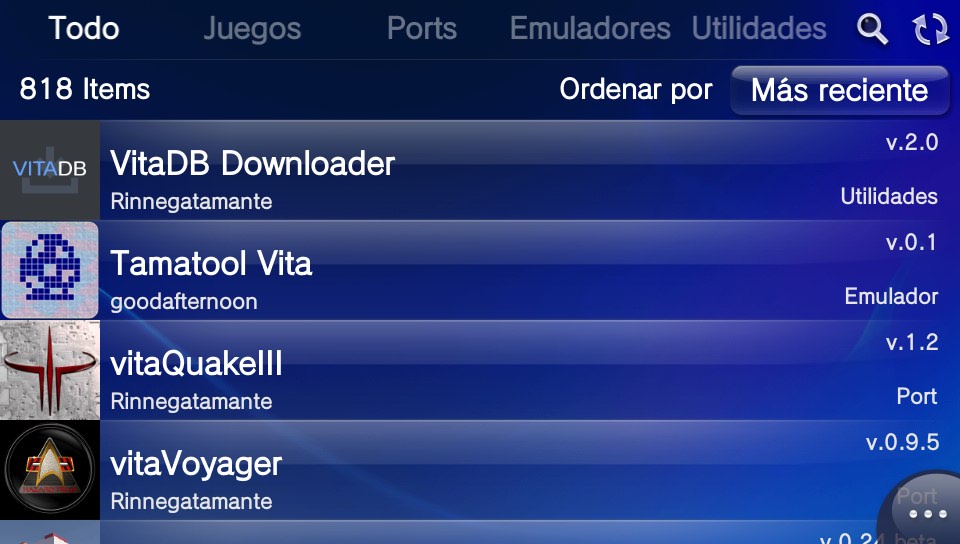 Todo Juegos Ports Emuladores Utilidades
818 Items Ordenar por Más reciente
VITADB VitaDB Downloader v.2.0
Rinnegatamante Utilidades
Tamatool Vita v.0.1
goodafternoon Emulador
vitaQuakeIII v.1.2
Rinnegatamante Port
vitaVoyager v.0.9.5
Rinnegatamante Port
v.0.24 beta